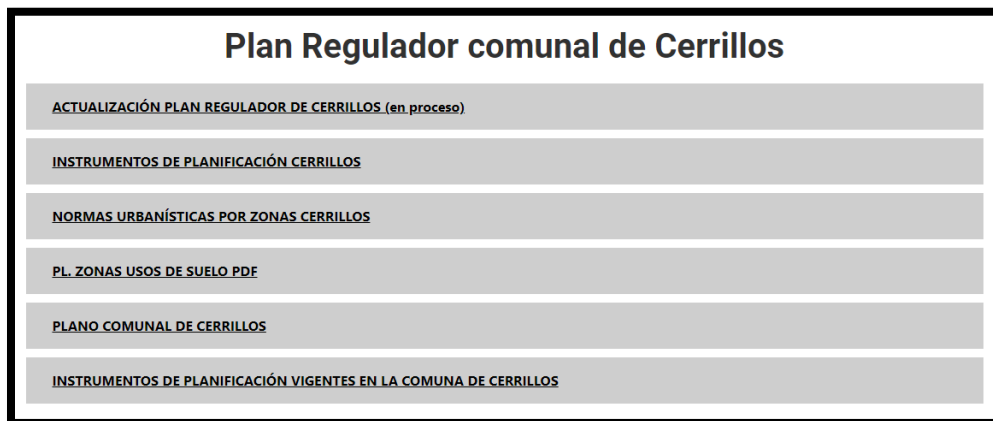 Plan Regulador comunal de Cerrillos
ACTUALIZACIÓN PLAN REGULADOR DE CERRILLOS (en proceso)
INSTRUMENTOS DE PLANIFICACIÓN CERRILLOS
NORMAS URBANÍSTICAS POR ZONAS CERRILLOS
PL. ZONAS USOS DE SUELO PDF
PLANO COMUNAL DE CERRILLOS
INSTRUMENTOS DE PLANIFICACIÓN VIGENTES EN LA COMUNA DE CERRILLOS